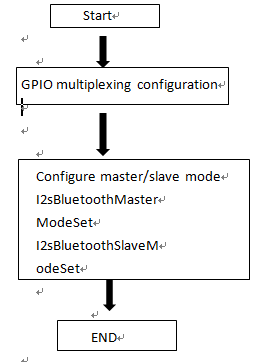 Start
GPIO multiplexing configuration
Configure master/slave mode
I2sBluetoothMaster
ModeSet
I2sBluetoothSlaveM
odeSet
END